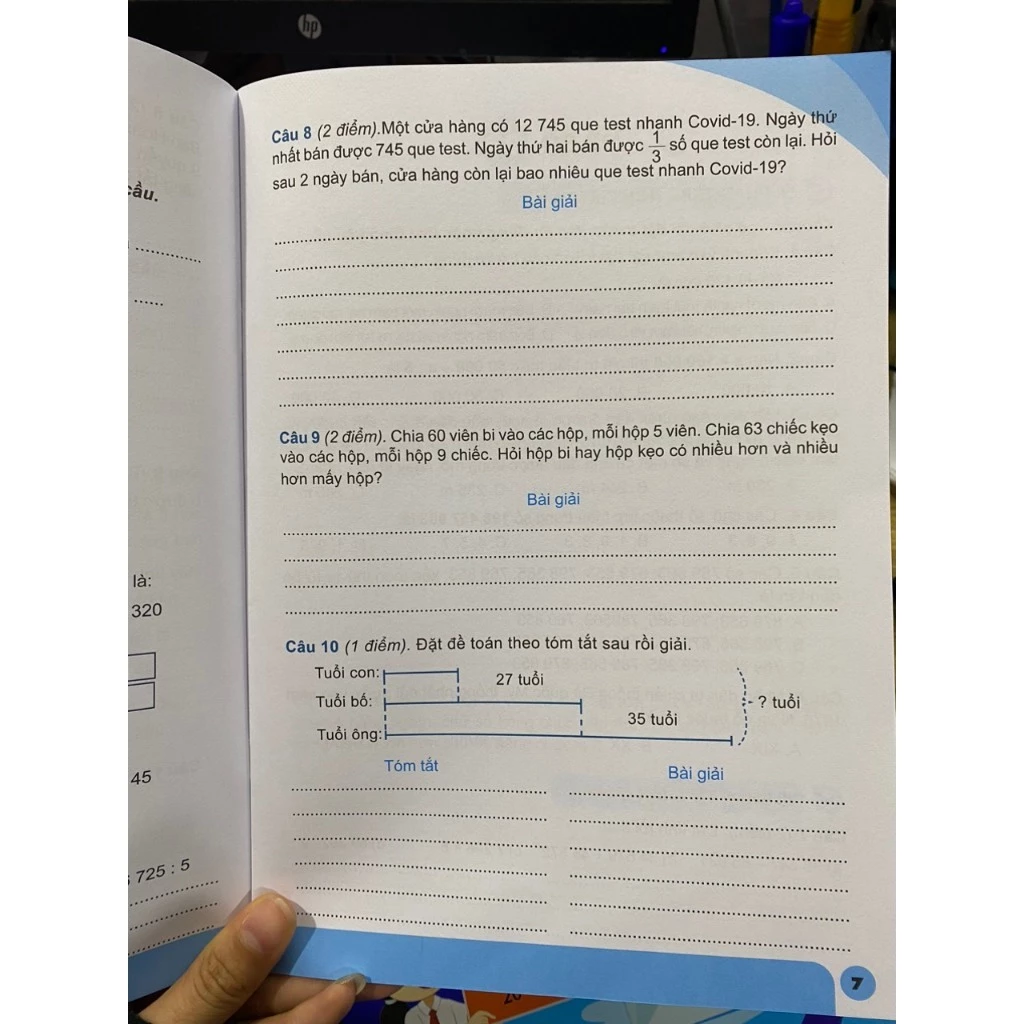 hp
Câu 8 (2 điểm).Một cửa hàng có 12 745 que test nhanh Covid-19. Ngày thứ
nhất bán được 745 que test. Ngày thứ hai bán được 1/3 số que test còn lại. Hỏi
sau 2 ngày bán, cửa hàng còn lại bao nhiêu que test nhanh Covid-19?
Bài giải
Câu 9 (2 điểm). Chia 60 viên bi vào các hộp, mỗi hộp 5 viên. Chia 63 chiếc kẹo
vào các hộp, mỗi hộp 9 chiếc. Hỏi hộp bi hay hộp kẹo có nhiều hơn và nhiều
hơn mấy hộp?
Bài giải
Câu 10 (1 điểm). Đặt đề toán theo tóm tắt sau rồi giải.
Tuổi con:
27 tuổi
Tuổi bố:
? tuổi
35 tuổi
Tuổi ông:
Tóm tắt
Bài giải
7
là:
320
45
725 : 5